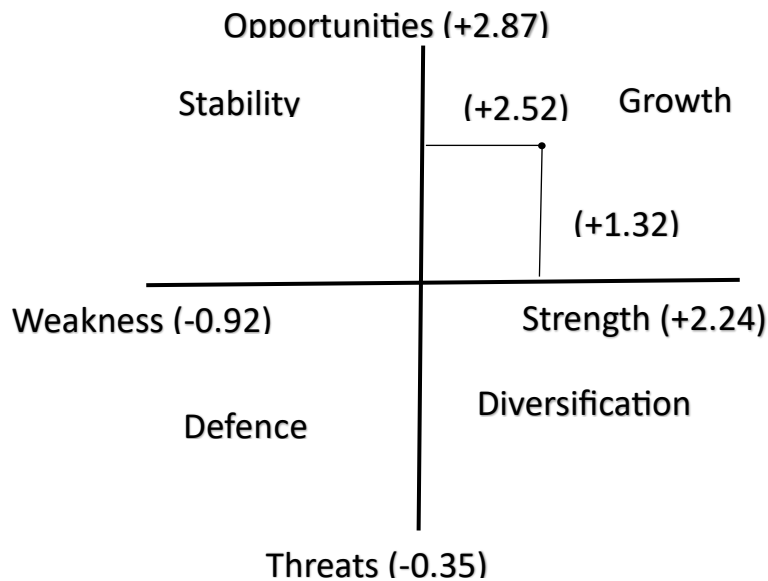 Opportunities (+2.87)
Stability
(+2.52)
Growth
(+1.32)
Weakness (-0.92)
Strength (+2.24)
Diversification
Defence
Threats (-0.35)